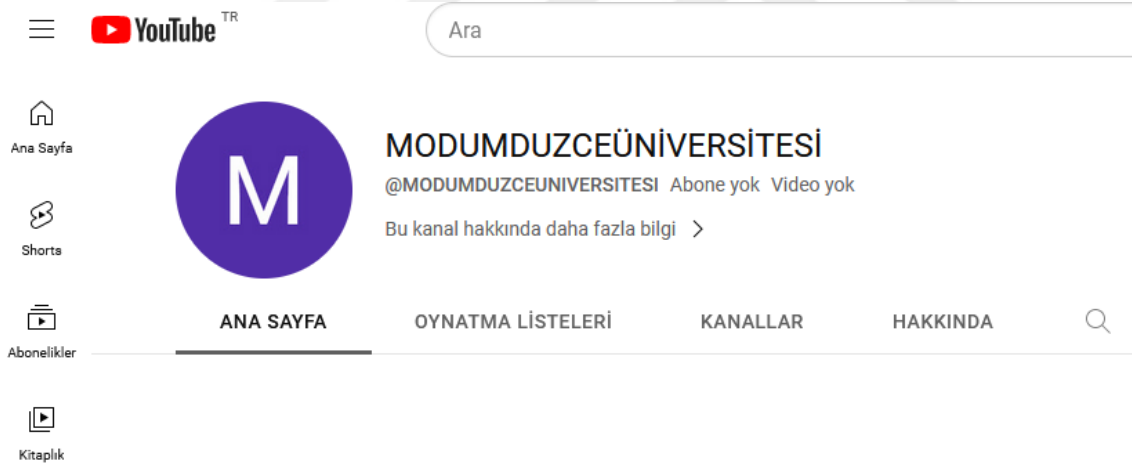 YouTube TR
Ara
Ana Sayfa
Shorts
Abonelikler
Kitaplık
M
MODUMDUZCEÜNİVERSİTESİ
@MODUMDUZCEUNIVERSITESI Abone yok Video yok
Bu kanal hakkında daha fazla bilgi
ANA SAYFA OYNATMA LİSTELERİ KANALLAR HAKKINDA